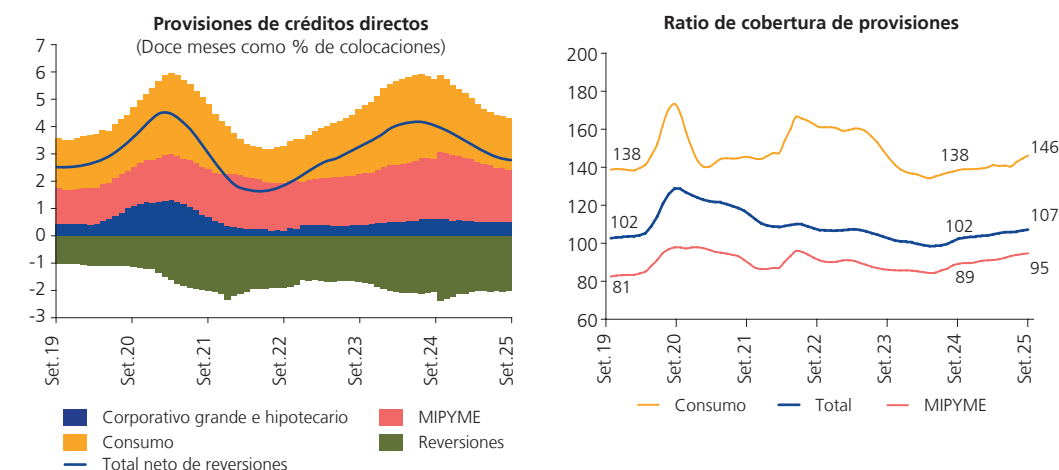 Provisiones de créditos directos
(Doce meses como % de colocaciones)
7
6
5
4
3
2
1
0
-1
-2
-3
Set.19
Set.20
Set.21
Set.22
Set.23
Set.24
Set.25
Corporativo grande e hipotecario
MIPYME
Consumo
Reversiones
Total neto de reversiones
Ratio de cobertura de provisiones
200
180
160
140
120
100
80
60
138
138
146
102
102
107
81
89
95
Set.19
Set.20
Set.21
Set.22
Set.23
Set.24
Set.25
Consumo
Total
MIPYME